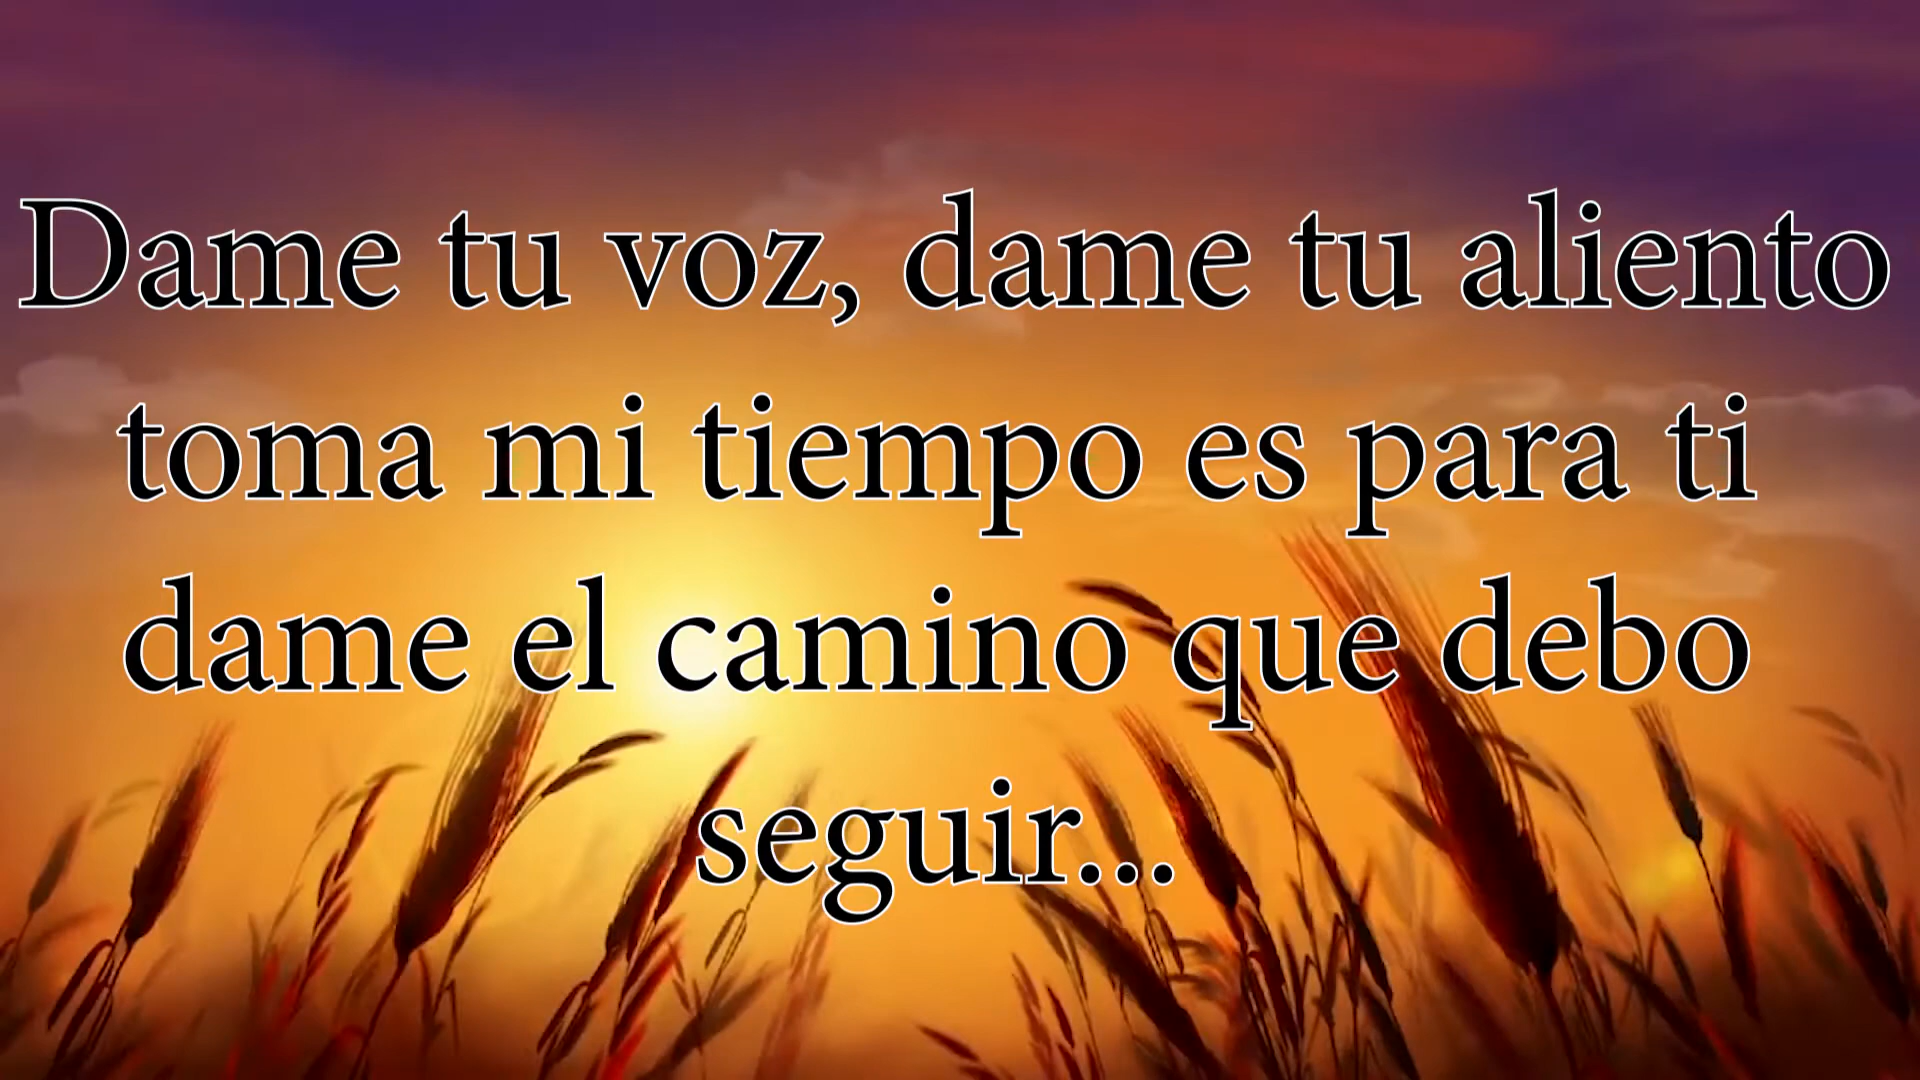 Dame tu voz, dame tu aliento
toma mi tiempo es para ti
dame el camino que debo
seguir...